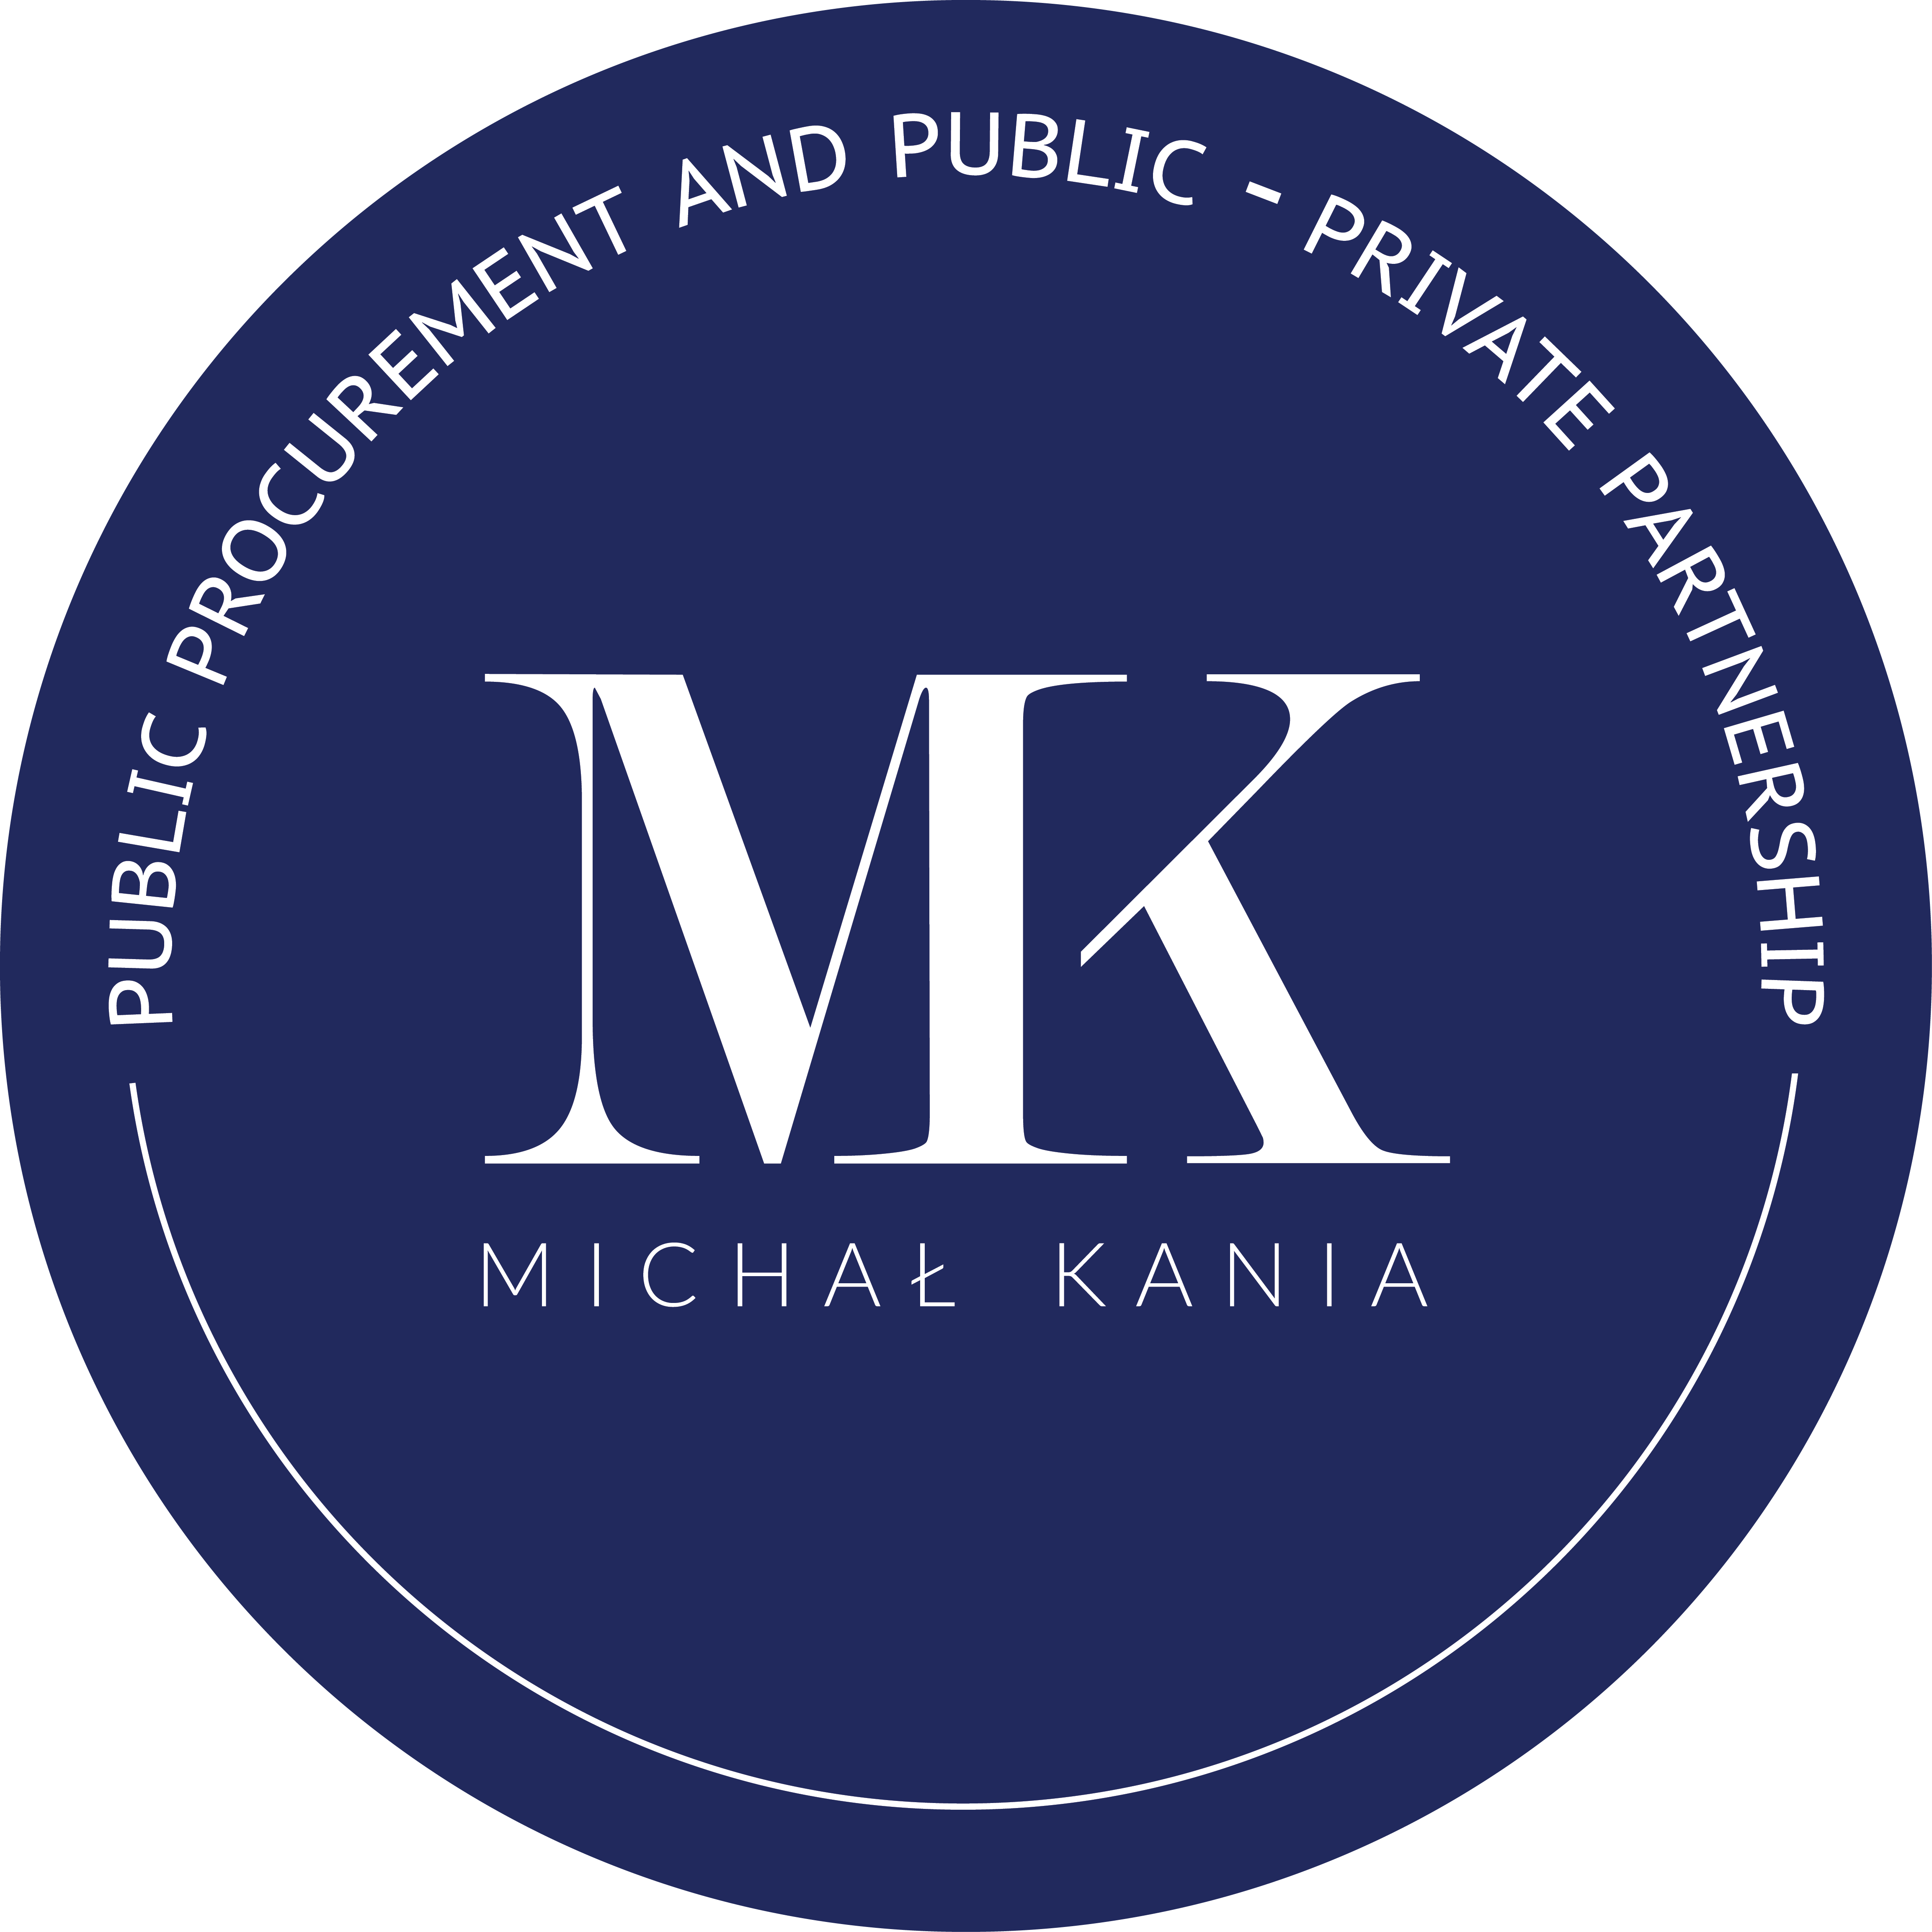 PUBLIC PROCUREMENT AND PUBLIC - PRIVATE PARTNERSHIP
MK
MICHAŁ KANIA